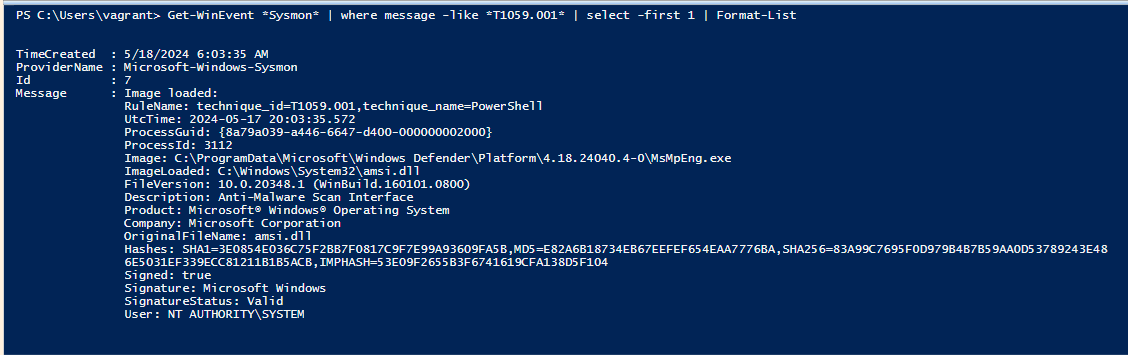 PS C:\Users\vagrant> Get-WinEvent *Sysmon* | where message -like *T1059.001* | select -first 1 | Format-List
TimeCreated  : 5/18/2024 6:03:35 AM
ProviderName : Microsoft-Windows-Sysmon
Id           : 7
Message      : Image loaded:
RuleName: technique_id=T1059.001,technique_name=PowerShell
UtcTime: 2024-05-17 20:03:35.572
ProcessGuid: {8a79a039-a446-6647-d400-000000002000}
ProcessId: 3112
Image: C:\ProgramData\Microsoft\Windows Defender\Platform\4.18.24040.4-0\MsMpEng.exe
ImageLoaded: C:\Windows\System32\amsi.dll
FileVersion: 10.0.20348.1 (WinBuild.160101.0800)
Description: Anti-Malware Scan Interface
Product: Microsoft® Windows® Operating System
Company: Microsoft Corporation
OriginalFileName: amsi.dll
Hashes: SHA1=3E0854E036C75F2BB7F0817C9F7E99A93609FA5B,MD5=E82A6B18734EB67EEFEF654EAA7776BA,SHA256=83A99C7695F0D979B4B7B59AA0D53789243E48
6E5031EF339ECC81211B1B5ACB,IMPHASH=53E09F2655B3F6741619CFA138D5F104
Signed: true
Signature: Microsoft Windows
SignatureStatus: Valid
User: NT AUTHORITY\SYSTEM